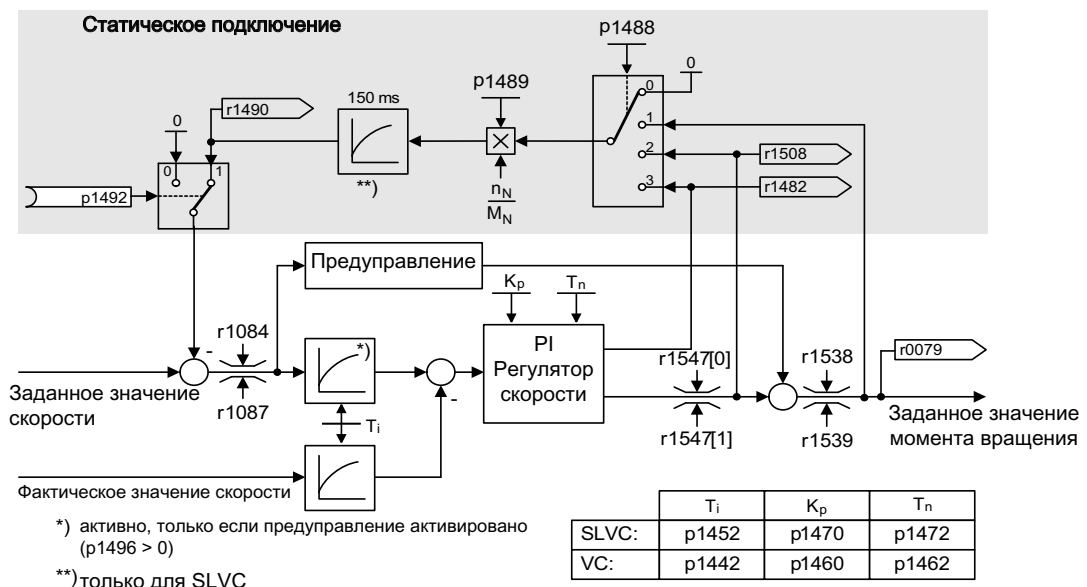 Статическое подключение
p1488
0
p1489
0
150 ms
r1490
1
0
2
r1508
0
1
3
r1482
**)
n_N
M_N
p1492
Предуправление
K_p
T_n
r1084
-
*)
PI
Регулятор
скорости
r1547[0]
r1538
r0079
Заданное значение
скорости
r1087
-
T_i
r1547[1]
r1539
Заданное значение
момента вращения
Фактическое значение скорости
*) активно, только если предуправление активировано
(p1496 > 0)
**) только для SLVC
T_i K_p T_n
SLVC: p1452 p1470 p1472
VC: p1442 p1460 p1462